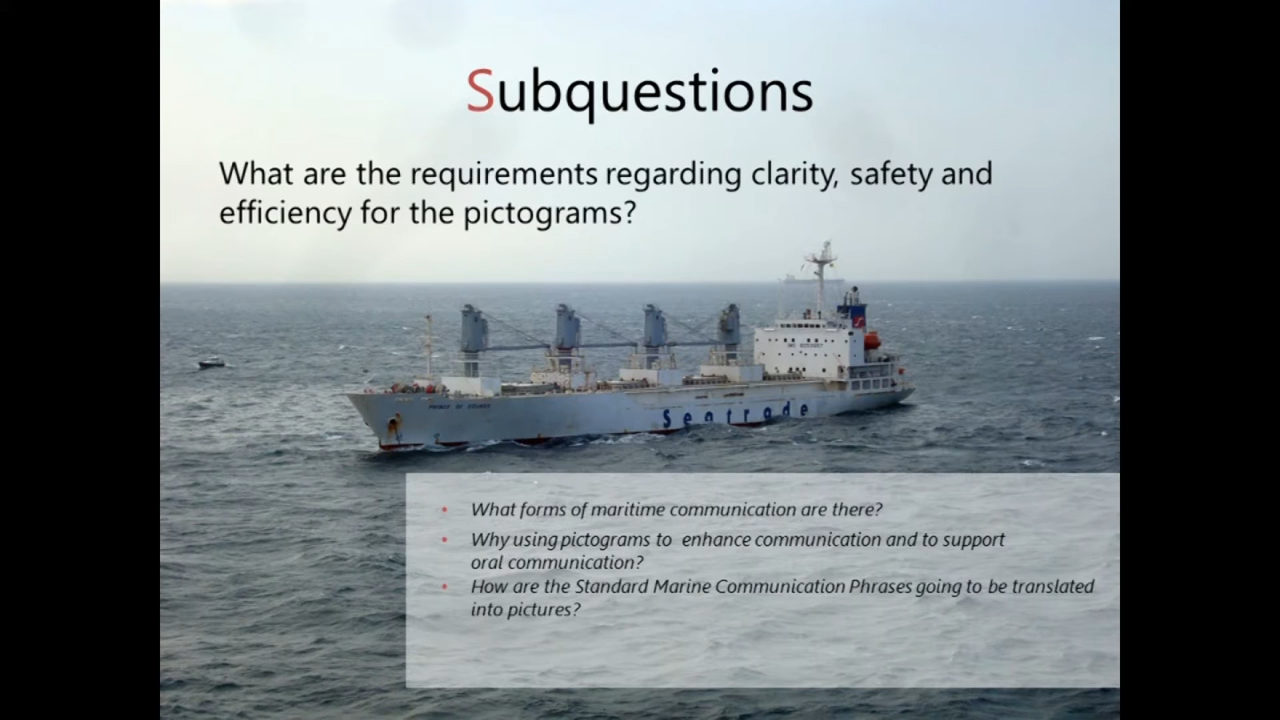 Subquestions
What are the requirements regarding clarity, safety and
efficiency for the pictograms?
Seatrade
What forms of maritime communication are there?
Why using pictograms to enhance communication and to support
oral communication?
How are the Standard Marine Communication Phrases going to be translated
into pictures?